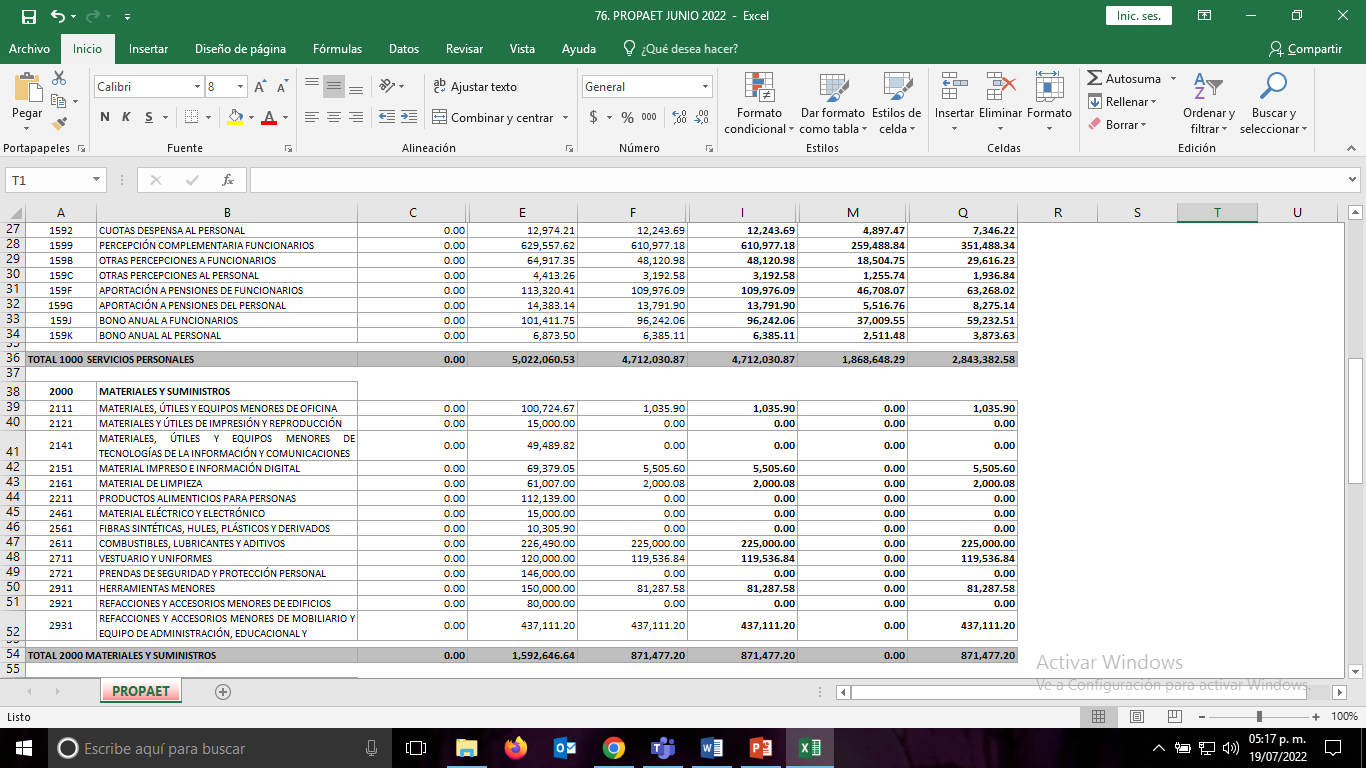 76. PROPAET JUNIO 2022 - Excel
Inic. ses.
Archivo Inicio Insertar Diseño de página Fórmulas Datos Revisar Vista Ayuda ¿Qué desea hacer? Compartir
Pegar
Calibri 8
N K S
Ajustar texto
Combinar y centrar
General
$ % 000
Formato condicional
Dar formato como tabla
Estilos de celda
Insertar Eliminar Formato
Autosuma
Rellenar
Borrar
Ordenar y filtrar
Buscar y seleccionar
Portapapeles Fuente Alineación Número Estilos Celdas Edición
T1 fx
A B C E F I M Q R S T U
27 1592 CUOTAS DESPENSA AL PERSONAL 0.00 12,974.21 12,243.69 12,243.69 4,897.47 7,346.22
28 1599 PERCEPCIÓN COMPLEMENTARIA FUNCIONARIOS 0.00 629,557.62 610,977.18 610,977.18 259,488.84 351,488.34
29 159B OTRAS PERCEPCIONES A FUNCIONARIOS 0.00 64,917.35 48,120.98 48,120.98 18,504.75 29,616.23
30 159C OTRAS PERCEPCIONES AL PERSONAL 0.00 4,413.26 3,192.58 3,192.58 1,255.74 1,936.84
31 159F APORTACIÓN A PENSIONES DE FUNCIONARIOS 0.00 113,320.41 109,976.09 109,976.09 46,708.07 63,268.02
32 159G APORTACIÓN A PENSIONES DEL PERSONAL 0.00 14,383.14 13,791.90 13,791.90 5,516.76 8,275.14
33 159J BONO ANUAL A FUNCIONARIOS 0.00 101,411.75 96,242.06 96,242.06 37,009.55 59,232.51
34 159K BONO ANUAL AL PERSONAL 0.00 6,873.50 6,385.11 6,385.11 2,511.48 3,873.63
36 TOTAL 1000 SERVICIOS PERSONALES 0.00 5,022,060.53 4,712,030.87 4,712,030.87 1,868,648.29 2,843,382.58
37
38 2000 MATERIALES Y SUMINISTROS
39 2111 MATERIALES, ÚTILES Y EQUIPOS MENORES DE OFICINA 0.00 100,724.67 1,035.90 1,035.90 0.00 1,035.90
40 2121 MATERIALES Y ÚTILES DE IMPRESIÓN Y REPRODUCCIÓN 0.00 15,000.00 0.00 0.00 0.00 0.00
MATERIALES, ÚTILES Y EQUIPOS MENORES DE
41 2141 TECNOLOGÍAS DE LA INFORMACIÓN Y COMUNICACIONES 0.00 49,489.82 0.00 0.00 0.00 0.00
42 2151 MATERIAL IMPRESO E INFORMACIÓN DIGITAL 0.00 69,379.05 5,505.60 5,505.60 0.00 5,505.60
43 2161 MATERIAL DE LIMPIEZA 0.00 61,007.00 2,000.08 2,000.08 0.00 2,000.08
44 2211 PRODUCTOS ALIMENTICIOS PARA PERSONAS 0.00 112,139.00 0.00 0.00 0.00 0.00
45 2461 MATERIAL ELÉCTRICO Y ELECTRÓNICO 0.00 15,000.00 0.00 0.00 0.00 0.00
46 2561 FIBRAS SINTÉTICAS, HULES, PLÁSTICOS Y DERIVADOS 0.00 10,305.90 0.00 0.00 0.00 0.00
47 2611 COMBUSTIBLES, LUBRICANTES Y ADITIVOS 0.00 226,490.00 225,000.00 225,000.00 0.00 225,000.00
48 2711 VESTUARIO Y UNIFORMES 0.00 120,000.00 119,536.84 119,536.84 0.00 119,536.84
49 2721 PRENDAS DE SEGURIDAD Y PROTECCIÓN PERSONAL 0.00 146,000.00 0.00 0.00 0.00 0.00
50 2911 HERRAMIENTAS MENORES 0.00 150,000.00 81,287.58 81,287.58 0.00 81,287.58
51 2921 REFACCIONES Y ACCESORIOS MENORES DE EDIFICIOS 0.00 80,000.00 0.00 0.00 0.00 0.00
REFACCIONES Y ACCESORIOS MENORES DE MOBILIARIO Y
52 2931 EQUIPO DE ADMINISTRACIÓN, EDUCACIONAL Y 0.00 437,111.20 437,111.20 437,111.20 0.00 437,111.20
54 TOTAL 2000 MATERIALES Y SUMINISTROS 0.00 1,592,646.64 871,477.20 871,477.20 0.00 871,477.20
55
Activar Windows
Ve a Configuración para activar Windows.
PROPAET
Listo 100%
Escribe aquí para buscar
05:17 p. m.
19/07/2022